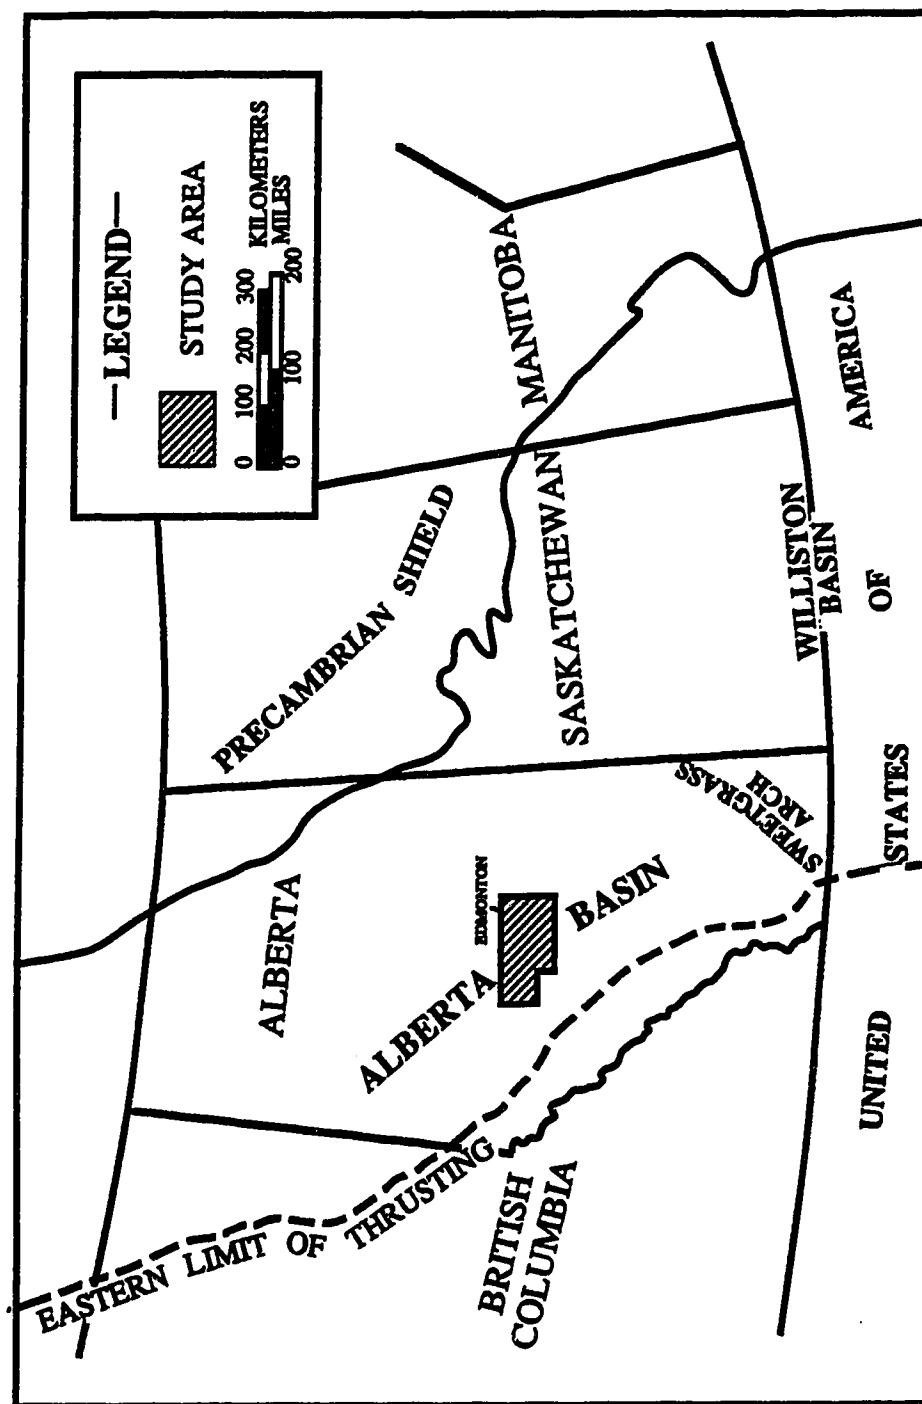 —LEGEND—
STUDY AREA
0 100 200 300 KILOMETERS
0 100 200 MILES
PRECAMBRIAN SHIELD
ALBERTA
MANITOBA
SASKATCHEWAN
EDMONTON
ALBERTA
BASIN
EASTERN LIMIT OF THRUSTING
BRITISH
COLUMBIA
SWEETGRASS
ARCH
WILLISTON
BASIN
UNITED STATES OF AMERICA